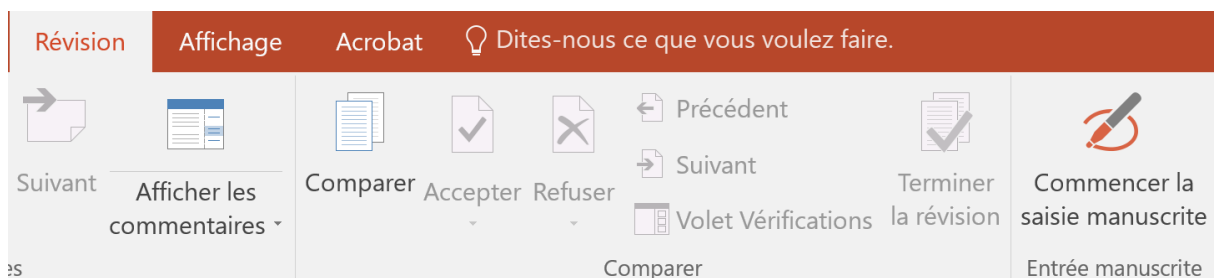 Révision Affichage Acrobat Dites-nous ce que vous voulez faire.
Suivant
Afficher les
commentaires
Comparer
Accepter
Refuser
Précédent
Suivant
Volet Vérifications
Terminer
la révision
Commencer la
saisie manuscrite
es
Comparer
Entrée manuscrite